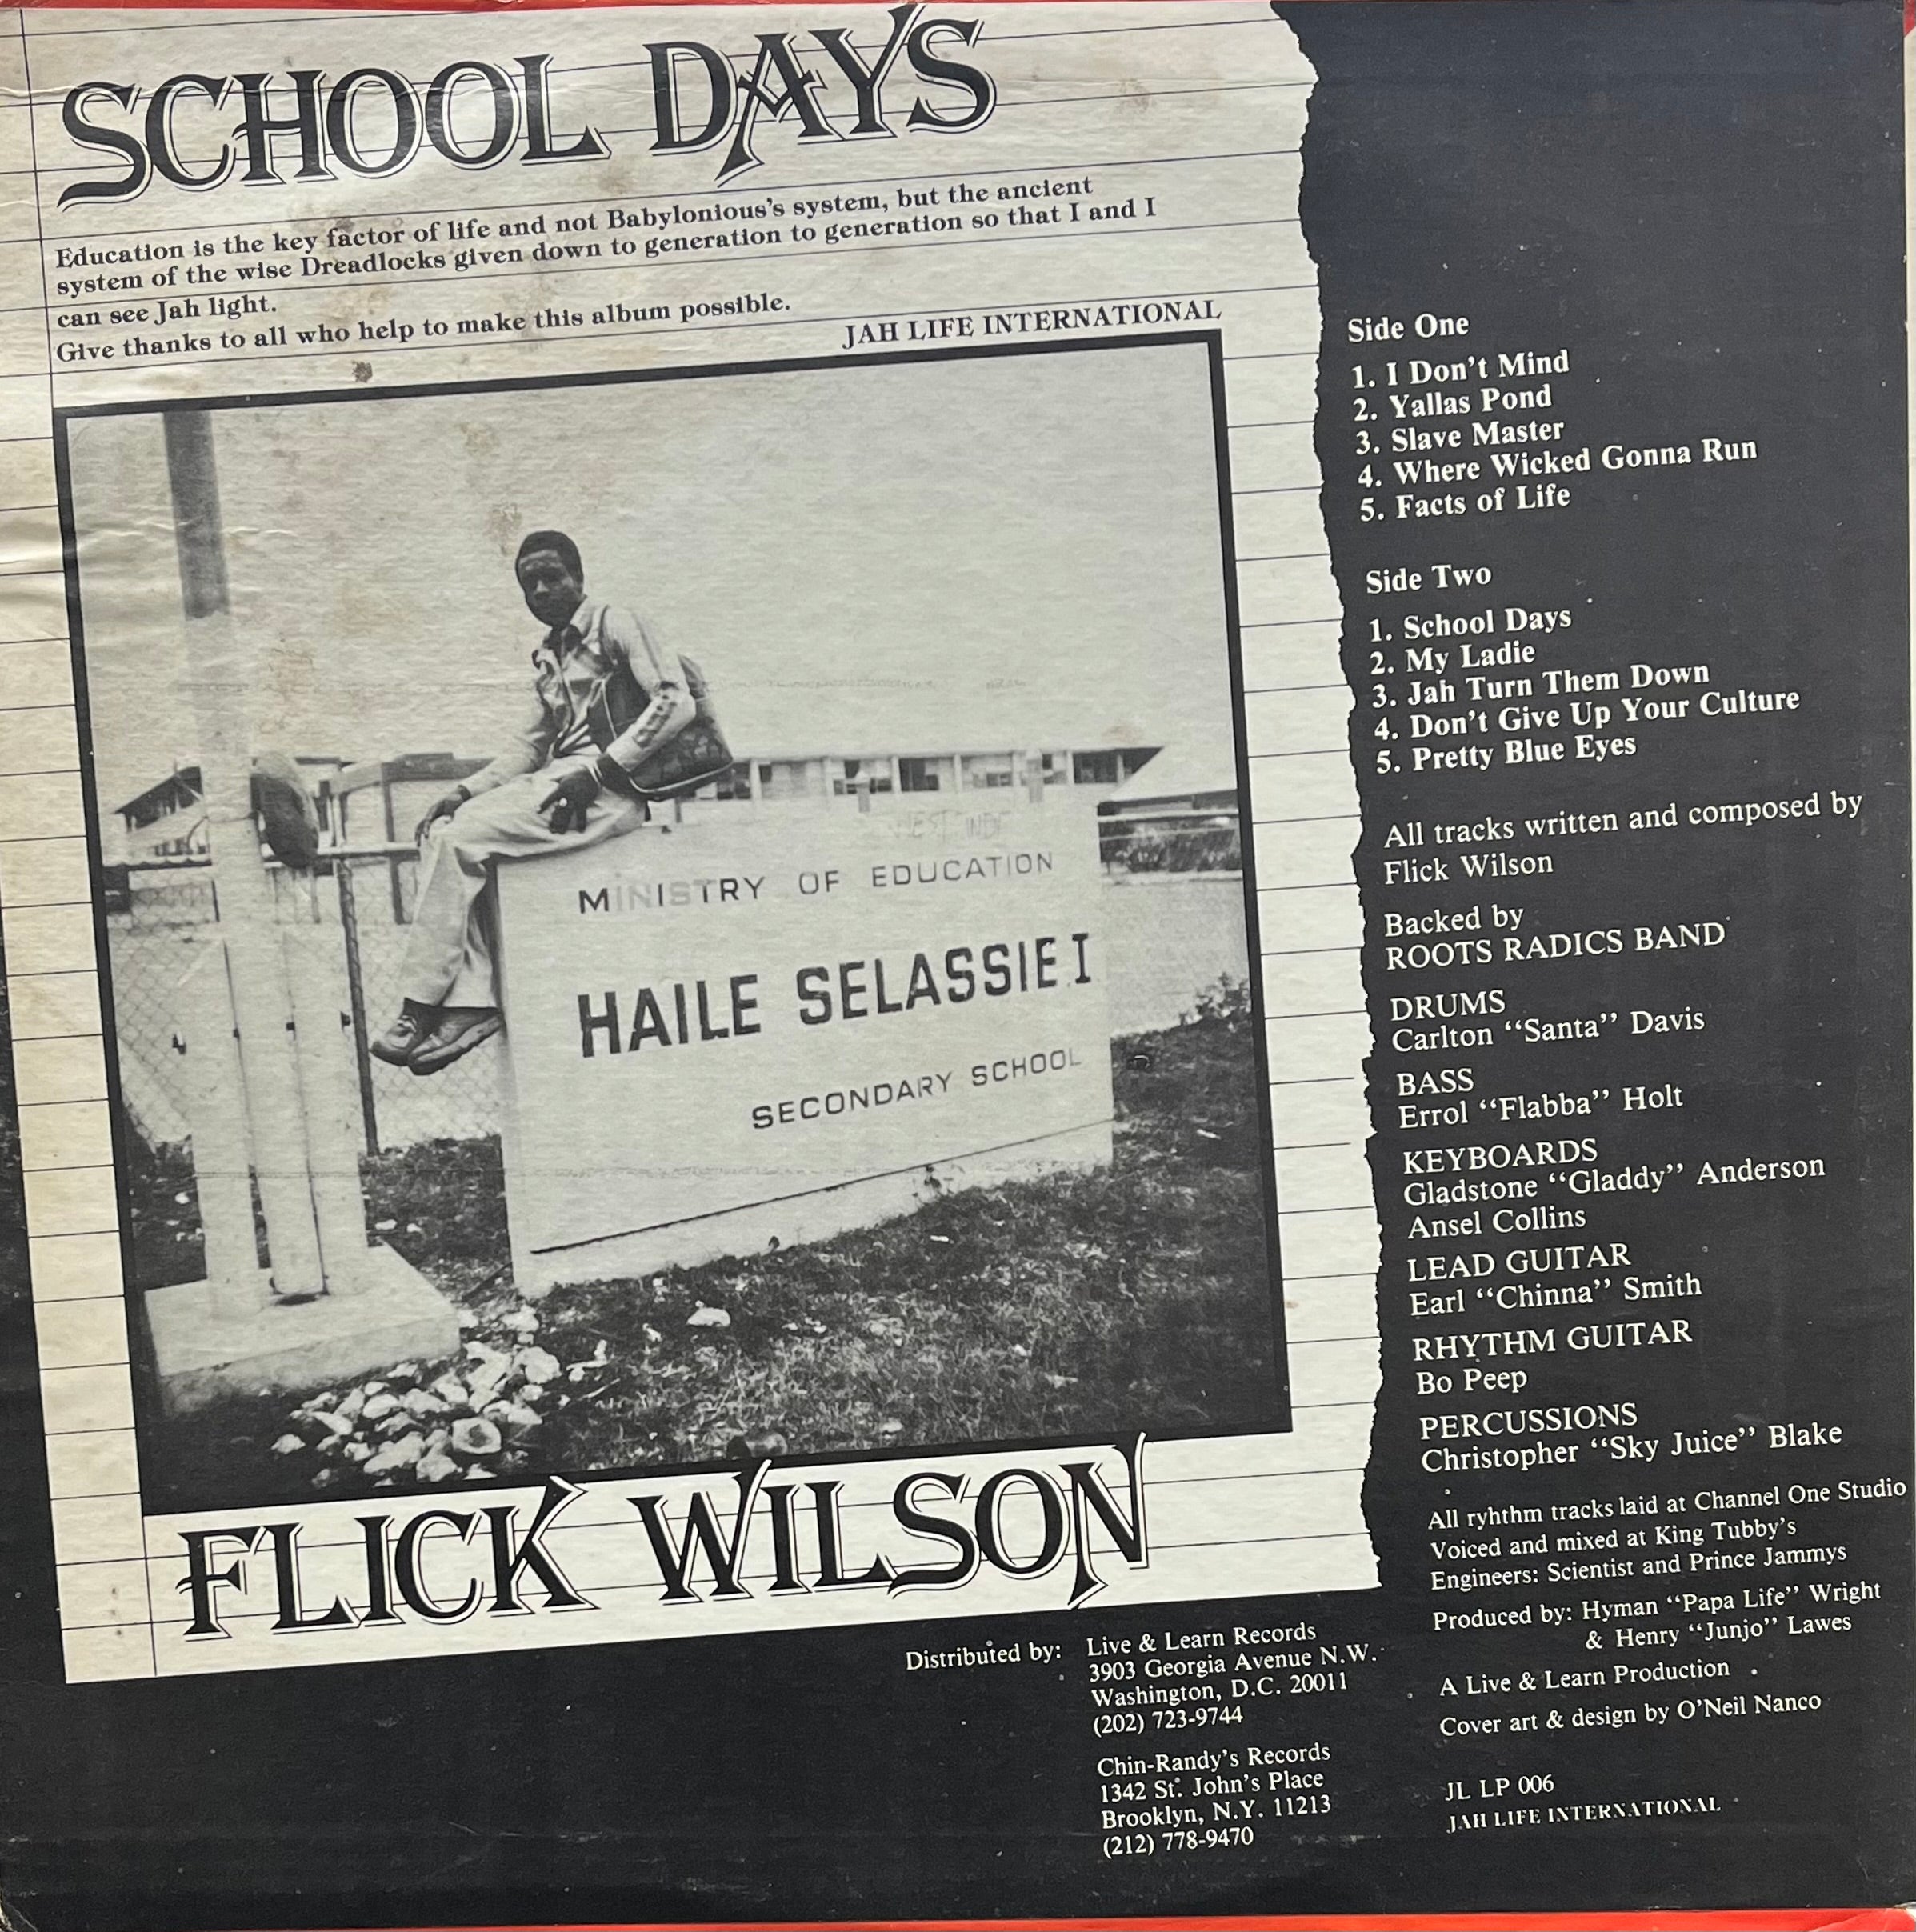 SCHOOL DAYS
Education is the key factor of life and not Babylonious's system, but the ancient
system of the wise Dreadlocks given down to generation to generation so that I and I
can see Jah light.
Give thanks to all who help to make this album possible.
JAH LIFE INTERNATIONAL
MINISTRY OF EDUCATION
HAILE SELASSIE I
SECONDARY SCHOOL
FLICK WILSON
Side One
1. I Don't Mind
2. Yallas Pond
3. Slave Master
4. Where Wicked Gonna Run
5. Facts of Life
Side Two
1. School Days
2. My Ladie
3. Jah Turn Them Down
4. Don't Give Up Your Culture
5. Pretty Blue Eyes
All tracks written and composed by
Flick Wilson
Backed by
ROOTS RADICS BAND
DRUMS
Carlton "Santa" Davis
BASS
Errol "Flabba" Holt
KEYBOARDS
Gladstone "Gladdy" Anderson
Ansel Collins
LEAD GUITAR
Earl "Chinna" Smith
RHYTHM GUITAR
Bo Peep
PERCUSSIONS
Christopher "Sky Juice" Blake
All ryhthm tracks laid at Channel One Studio
Voiced and mixed at King Tubby's
Engineers: Scientist and Prince Jammys
Produced by: Hyman "Papa Life" Wright
& Henry "Junjo" Lawes
A Live & Learn Production
Cover art & design by O'Neil Nanco
JL LP 006
JAH LIFE INTERNATIONAL
Distributed by: Live & Learn Records
3903 Georgia Avenue N.W.
Washington, D.C. 20011
(202) 723-9744
Chin-Randy's Records
1342 St. John's Place
Brooklyn, N.Y. 11213
(212) 778-9470